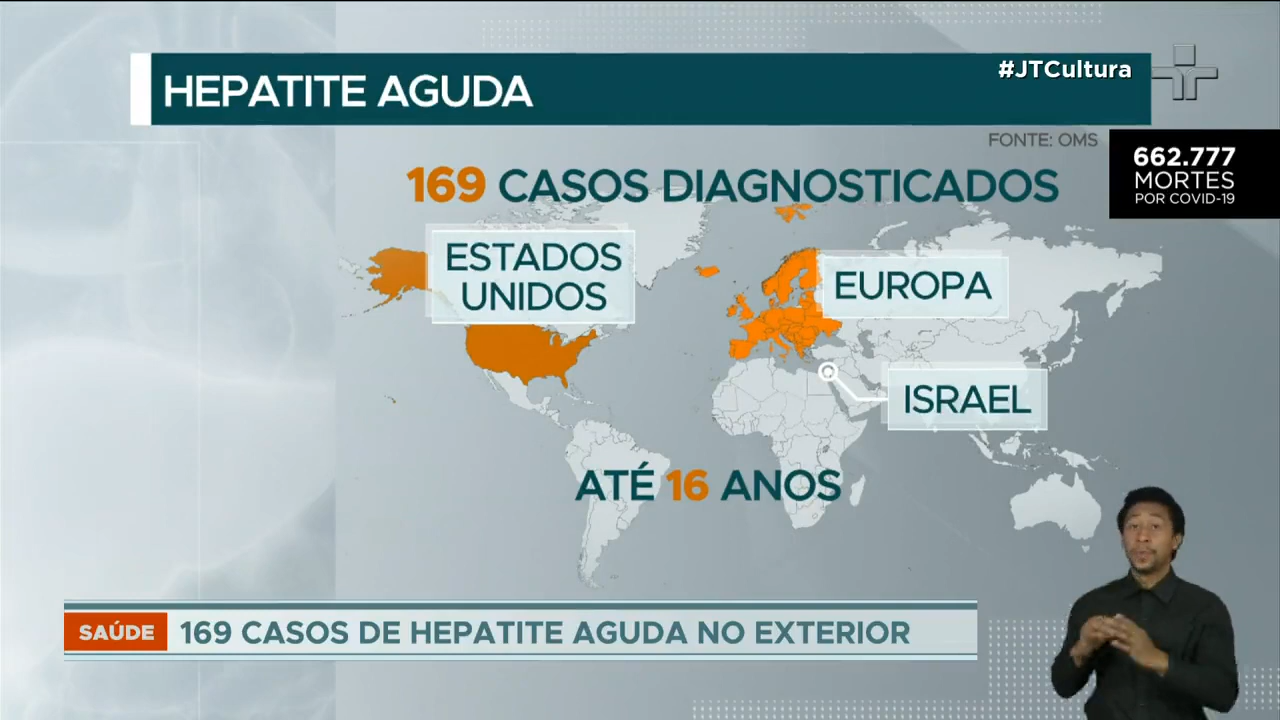 HEPATITE AGUDA
#JTCultura
FONTE: OMS
662.777
MORTES
POR COVID-19
169 CASOS DIAGNOSTICADOS
ESTADOS
UNIDOS
EUROPA
ISRAEL
ATÉ 16 ANOS
SAÚDE
169 CASOS DE HEPATITE AGUDA NO EXTERIOR